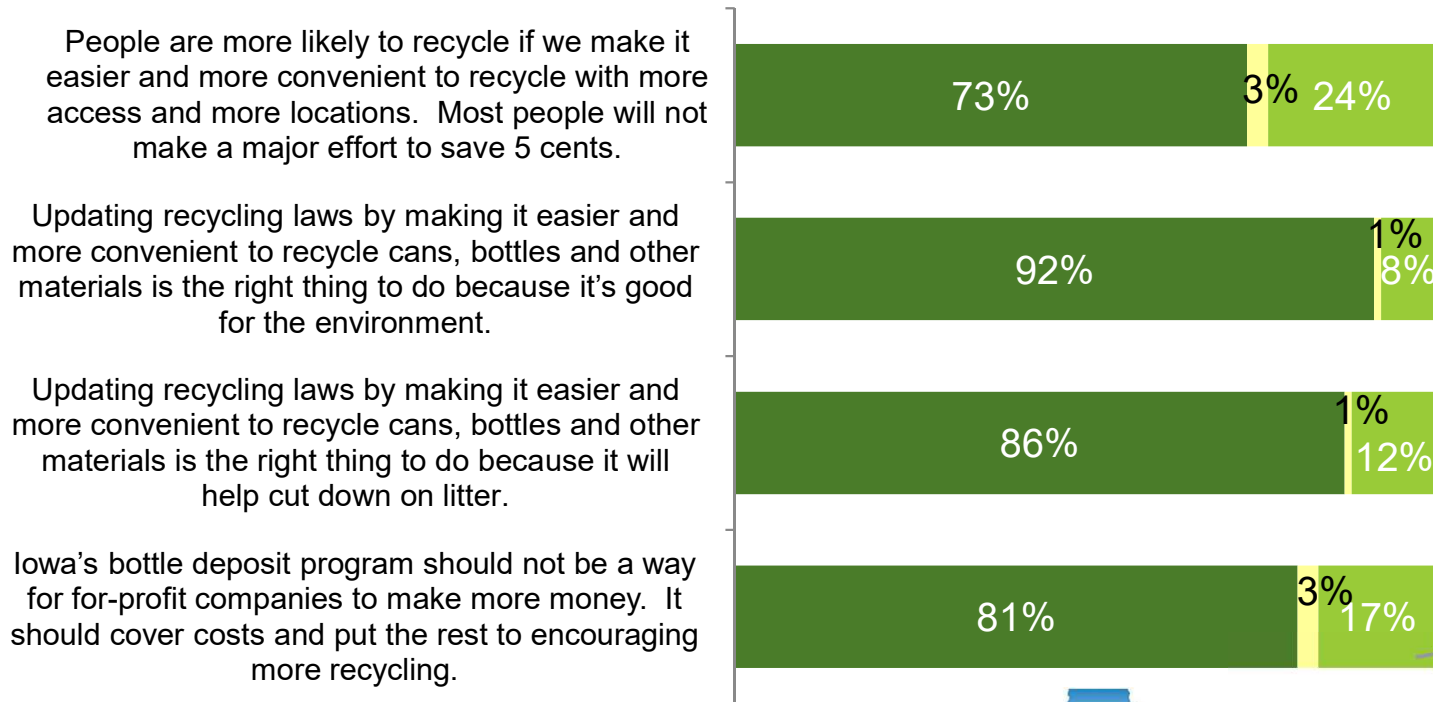 People are more likely to recycle if we make it
easier and more convenient to recycle with more
access and more locations.  Most people will not
make a major effort to save 5 cents.
73%
3%
24%
Updating recycling laws by making it easier and
more convenient to recycle cans, bottles and other
materials is the right thing to do because it’s good
for the environment.
92%
1%
8%
Updating recycling laws by making it easier and
more convenient to recycle cans, bottles and other
materials is the right thing to do because it will
help cut down on litter.
86%
1%
12%
Iowa’s bottle deposit program should not be a way
for for-profit companies to make more money.  It
should cover costs and put the rest to encouraging
more recycling.
81%
3%
17%